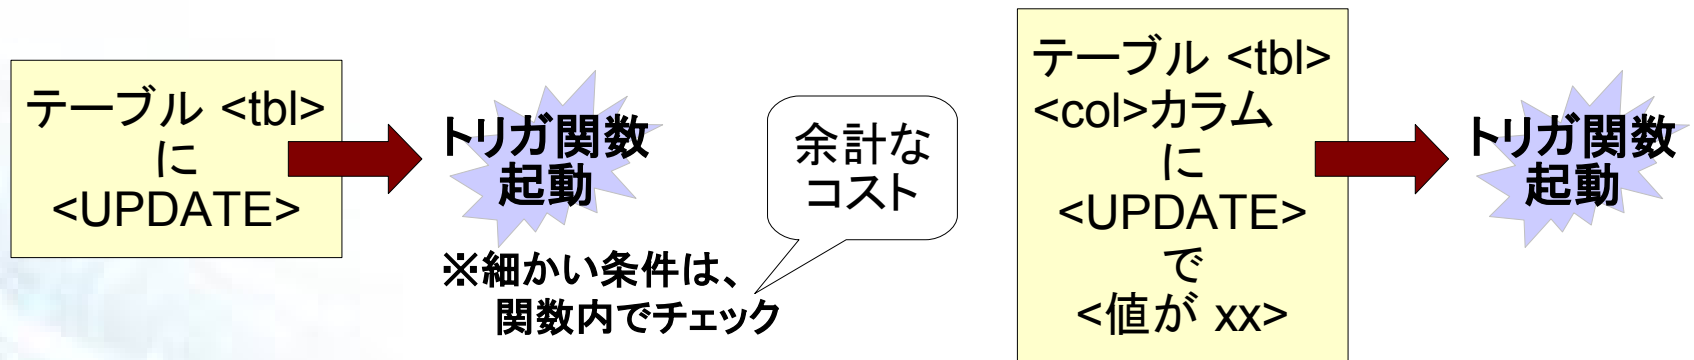 テーブル <tbl>
に
<UPDATE>
トリガ関数
起動
※細かい条件は、
関数内でチェック
余計な
コスト
テーブル <tbl>
<col>カラム
に
<UPDATE>
で
<値が xx>
トリガ関数
起動